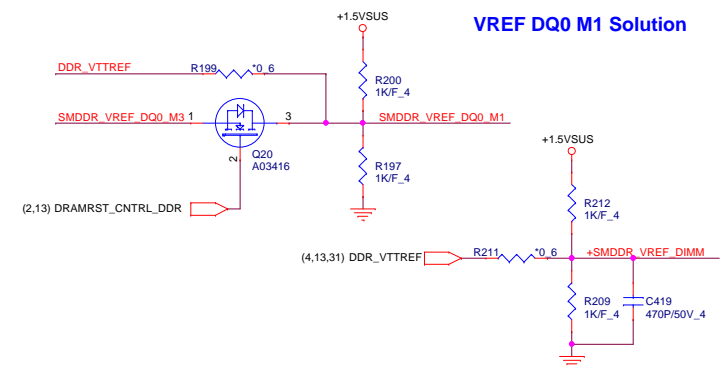 VREF DQ0 M1 Solution
+1.5VSUS
DDR_VTTREF
R199
*0_6
R200
1K/F_4
SMDDR_VREF_DQ0_M3
1
3
SMDDR_VREF_DQ0_M1
2
Q20
A03416
R197
1K/F_4
(2,13) DRAMRST_CNTRL_DDR
+1.5VSUS
R212
1K/F_4
(4,13,31) DDR_VTTREF
R211
*0_6
+SMDDR_VREF_DIMM
R209
1K/F_4
C419
470P/50V_4